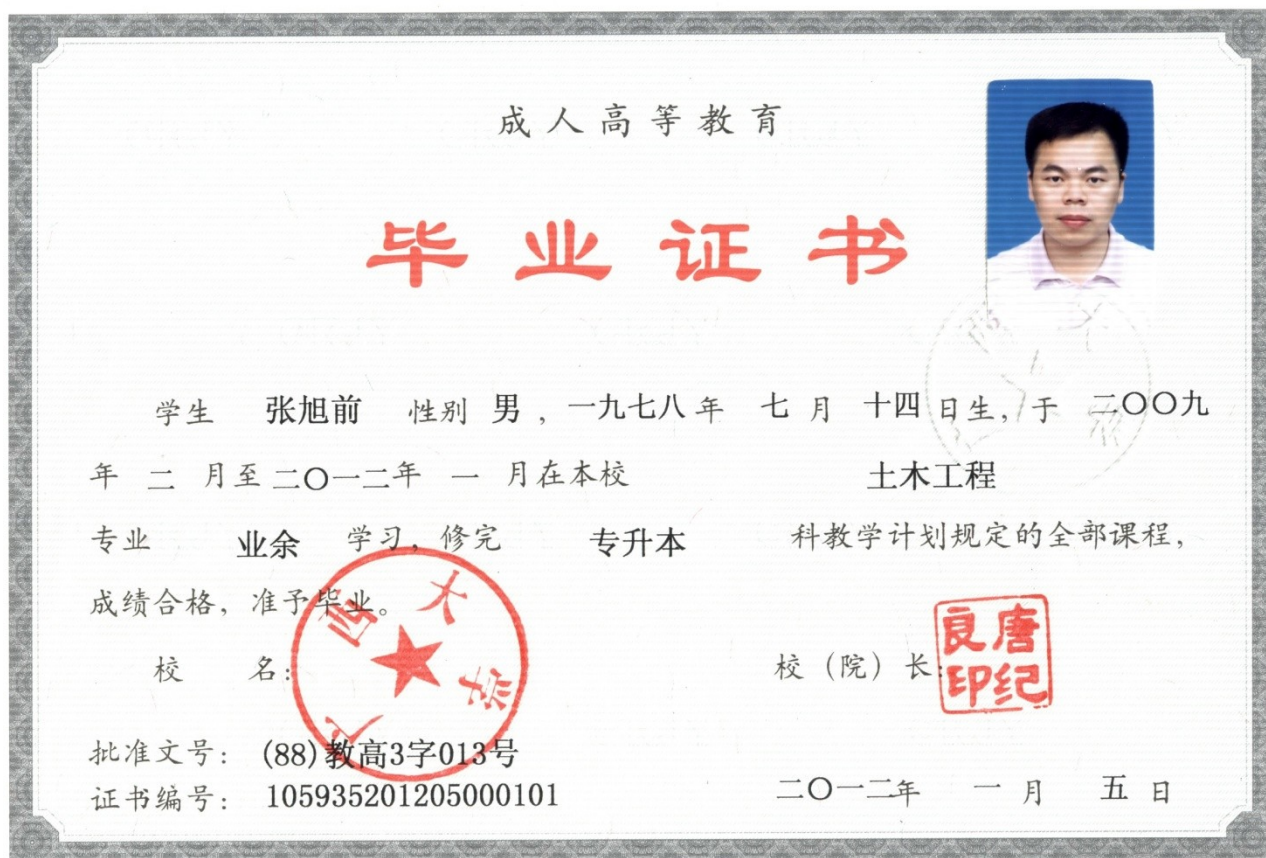 成人高等教育
毕业证书
学生 张旭前 性别 男，一九七八年 七 月 十四 日生，于 二〇〇九
年 二 月至二〇一二年 一 月在本校 土木工程
专业 业余 学习，修完 专升本 科教学计划规定的全部课程，
成绩合格，准予毕业。
校 名：
广西大学
校（院）长：
唐纪良印
批准文号： (88)教高3字013号
证书编号： 105935201205000101
二〇一二年 一 月 五 日